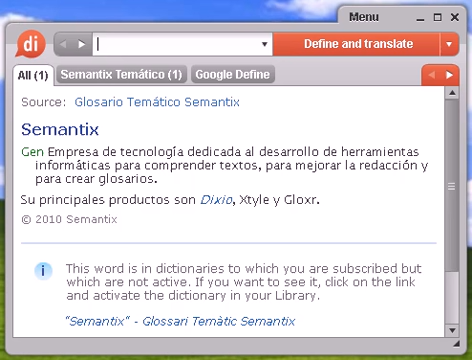 Menu
di
Define and translate
All (1) Semantix Temático (1) Google Define
Source: Glosario Temático Semantix
Semantix
Gen Empresa de tecnología dedicada al desarrollo de herramientas
informáticas para comprender textos, para mejorar la redacción y
para crear glosarios.
Su principales productos son Dixio, Xtyle y Gloxr.
© 2010 Semantix
i This word is in dictionaries to which you are subscribed but
which are not active. If you want to see it, click on the link
and activate the dictionary in your Library.
"Semantix" - Glossari Temàtic Semantix